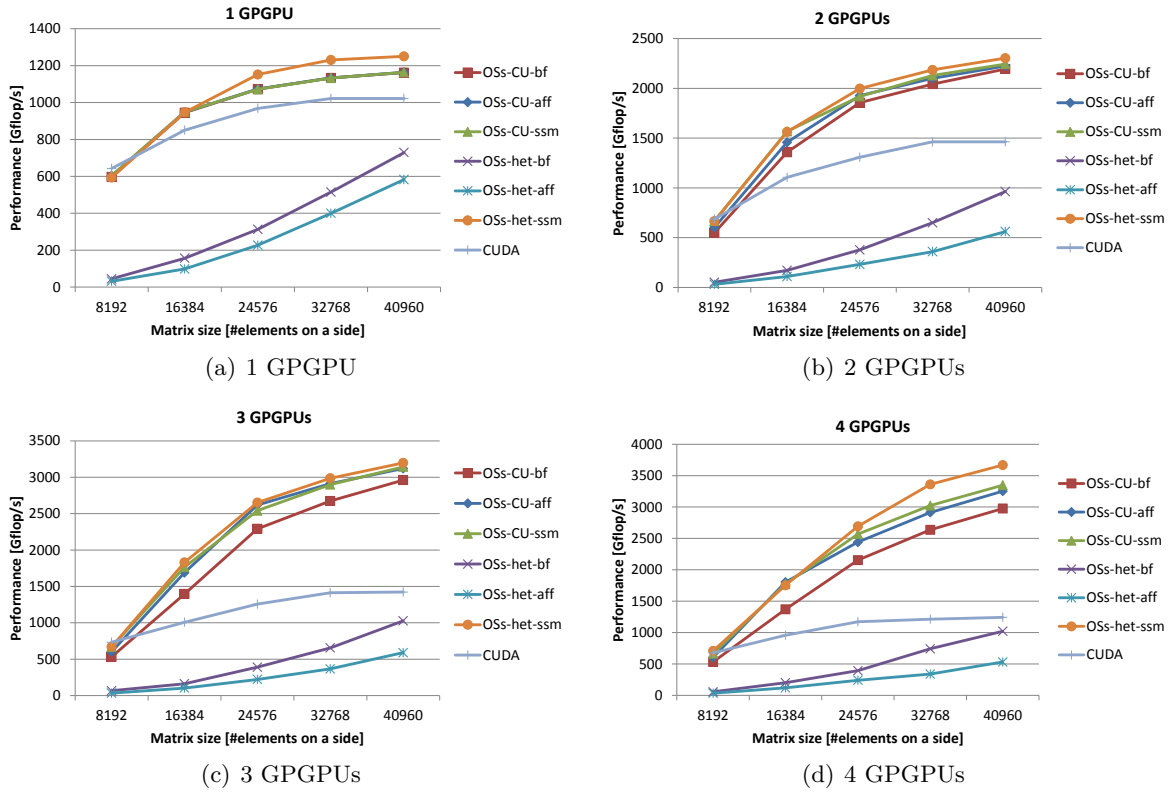 1 GPGPU
Performance [Gflop/s]
1400
1200
1000
800
600
400
200
0
8192 16384 24576 32768 40960
Matrix size [#elements on a side]
OSs-CU-bf
OSs-CU-aff
OSs-CU-ssm
OSs-het-bf
OSs-het-aff
OSs-het-ssm
CUDA
(a) 1 GPGPU
2 GPGPUs
Performance [Gflop/s]
2500
2000
1500
1000
500
0
8192 16384 24576 32768 40960
Matrix size [#elements on a side]
OSs-CU-bf
OSs-CU-aff
OSs-CU-ssm
OSs-het-bf
OSs-het-aff
OSs-het-ssm
CUDA
(b) 2 GPGPUs
3 GPGPUs
Performance [Gflop/s]
3500
3000
2500
2000
1500
1000
500
0
8192 16384 24576 32768 40960
Matrix size [#elements on a side]
OSs-CU-bf
OSs-CU-aff
OSs-CU-ssm
OSs-het-bf
OSs-het-aff
OSs-het-ssm
CUDA
(c) 3 GPGPUs
4 GPGPUs
Performance [Gflop/s]
4000
3500
3000
2500
2000
1500
1000
500
0
8192 16384 24576 32768 40960
Matrix size [#elements on a side]
OSs-CU-bf
OSs-CU-aff
OSs-CU-ssm
OSs-het-bf
OSs-het-aff
OSs-het-ssm
CUDA
(d) 4 GPGPUs